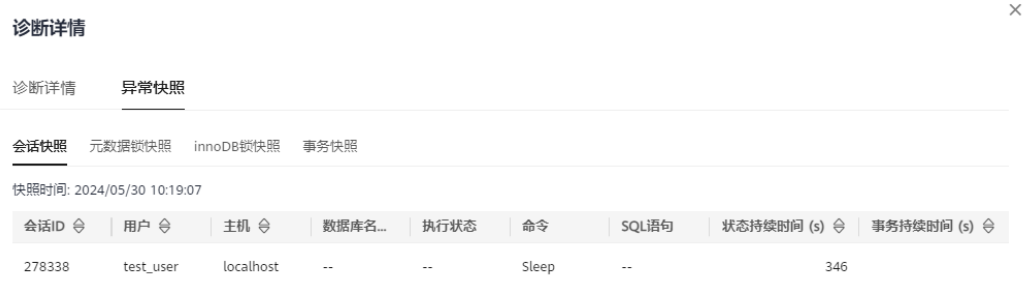 诊断详情
诊断详情 异常快照
会话快照 元数据锁快照 innoDB锁快照 事务快照
快照时间: 2024/05/30 10:19:07
会话ID 用户 主机 数据库名... 执行状态 命令 SQL语句 状态持续时间 (s) 事务持续时间 (s)
278338 test_user localhost -- -- Sleep -- 346